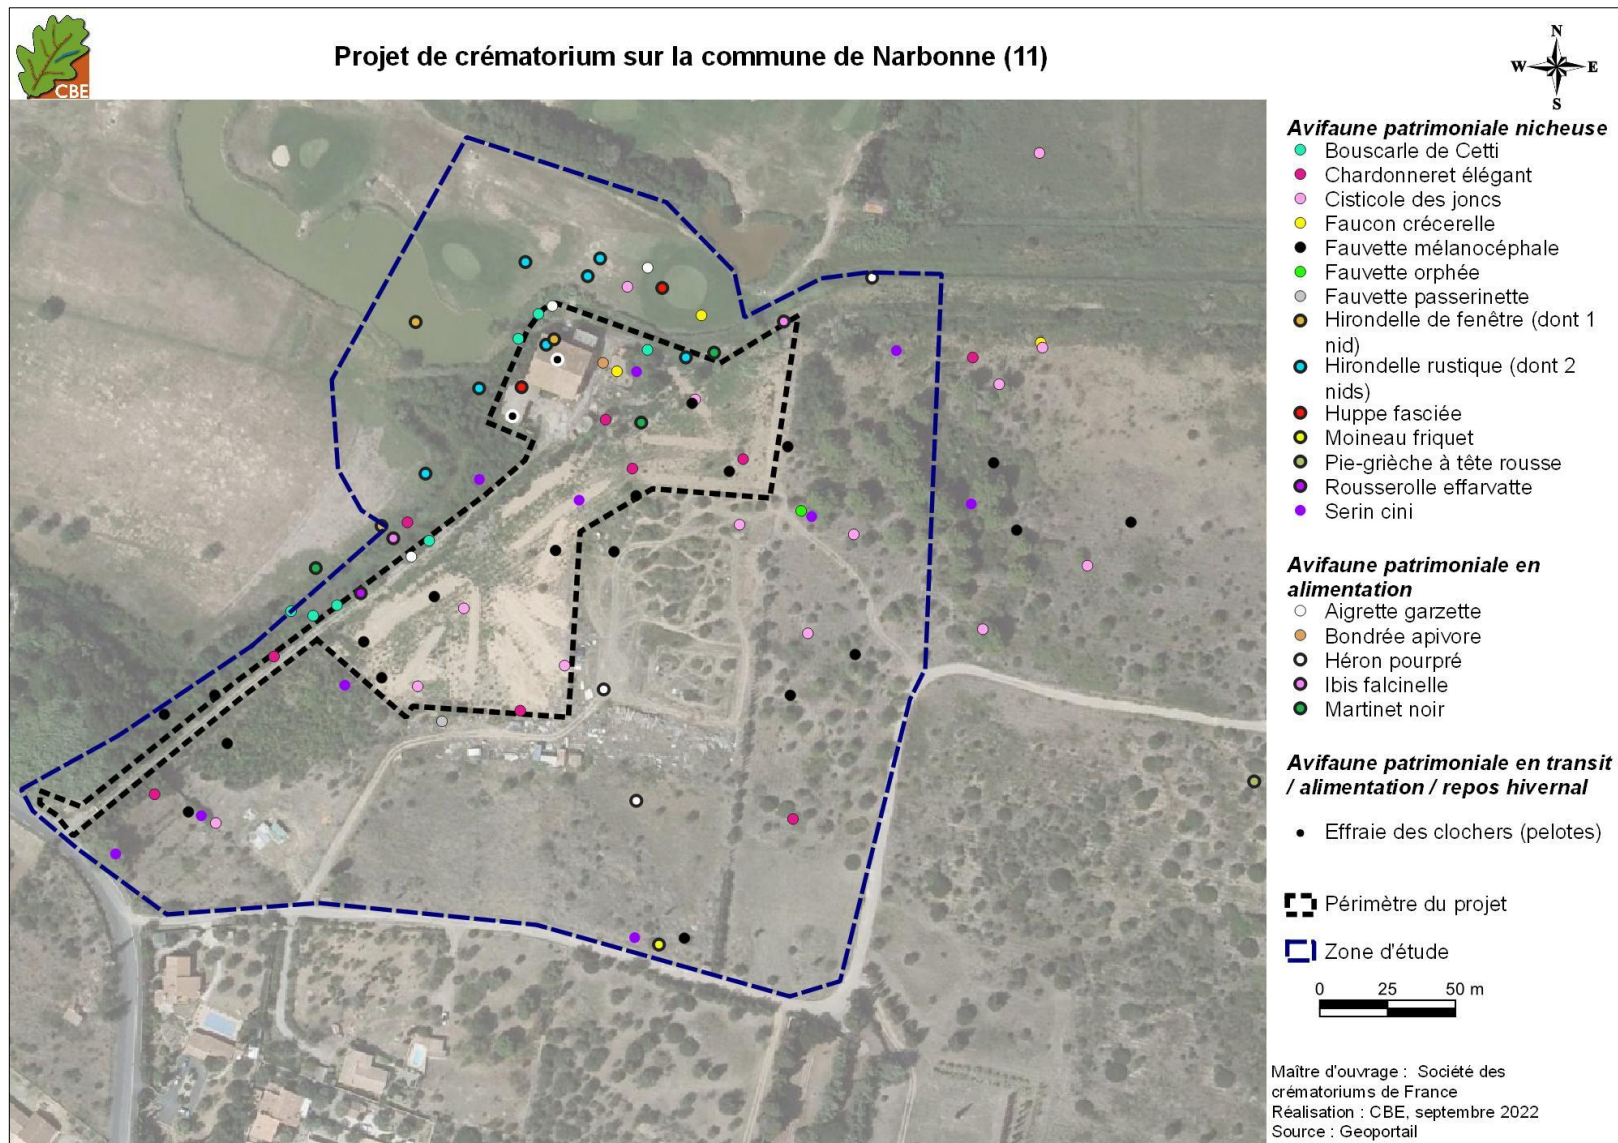 CBE
Projet de crématorium sur la commune de Narbonne (11)
N
W E
S
Avifaune patrimoniale nicheuse
Bouscarle de Cetti
Chardonneret élégant
Cisticole des joncs
Faucon crécerelle
Fauvette mélanocéphale
Fauvette orphée
Fauvette passerinette
Hirondelle de fenêtre (dont 1
nid)
Hirondelle rustique (dont 2
nids)
Huppe fasciée
Moineau friquet
Pie-grièche à tête rousse
Rousserolle effarvatte
Serin cini
Avifaune patrimoniale en
alimentation
Aigrette garzette
Bondrée apivore
Héron pourpré
Ibis falcinelle
Martinet noir
Avifaune patrimoniale en transit
/ alimentation / repos hivernal
Effraie des clochers (pelotes)
Périmètre du projet
Zone d'étude
0 25 50 m
Maître d'ouvrage : Société des
crématoriums de France
Réalisation : CBE, septembre 2022
Source : Geoportail